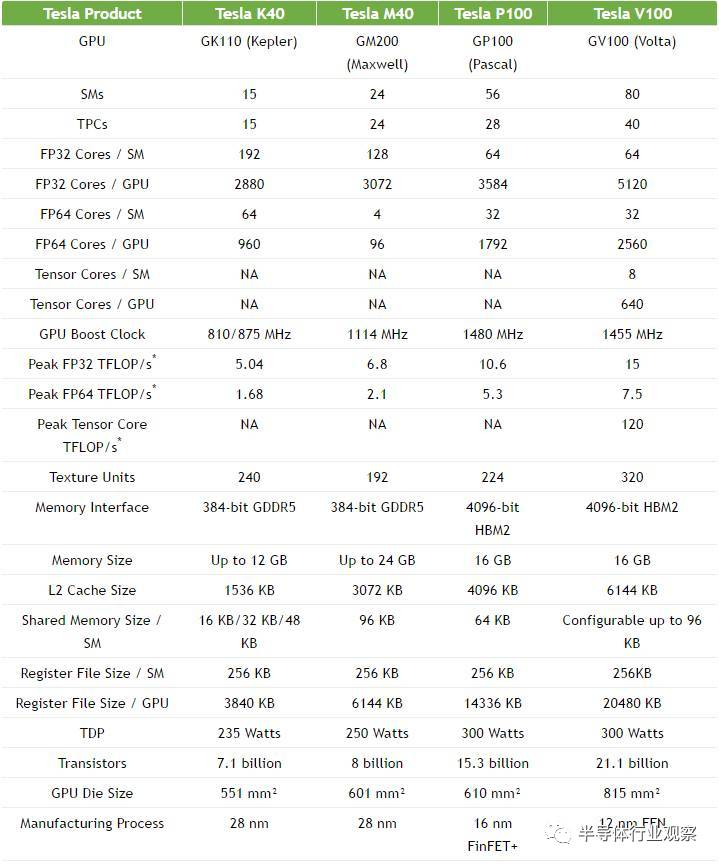 Tesla Product Tesla K40 Tesla M40 Tesla P100 Tesla V100
GPU GK110 (Kepler) GM200 GP100 GV100 (Volta)
(Maxwell) (Pascal)
SMs 15 24 56 80
TPCs 15 24 28 40
FP32 Cores / SM 192 128 64 64
FP32 Cores / GPU 2880 3072 3584 5120
FP64 Cores / SM 64 4 32 32
FP64 Cores / GPU 960 96 1792 2560
Tensor Cores / SM NA NA NA 8
Tensor Cores / GPU NA NA NA 640
GPU Boost Clock 810/875 MHz 1114 MHz 1480 MHz 1455 MHz
Peak FP32 TFLOP/s* 5.04 6.8 10.6 15
Peak FP64 TFLOP/s* 1.68 2.1 5.3 7.5
Peak Tensor Core NA NA NA 120
TFLOP/s*
Texture Units 240 192 224 320
Memory Interface 384-bit GDDR5 384-bit GDDR5 4096-bit 4096-bit HBM2
HBM2
Memory Size Up to 12 GB Up to 24 GB 16 GB 16 GB
L2 Cache Size 1536 KB 3072 KB 4096 KB 6144 KB
Shared Memory Size / 16 KB/32 KB/48 96 KB 64 KB Configurable up to 96
SM KB KB
Register File Size / SM 256 KB 256 KB 256 KB 256KB
Register File Size / GPU 3840 KB 6144 KB 14336 KB 20480 KB
TDP 235 Watts 250 Watts 300 Watts 300 Watts
Transistors 7.1 billion 8 billion 15.3 billion 21.1 billion
GPU Die Size 551 mm² 601 mm² 610 mm² 815 mm²
Manufacturing Process 28 nm 28 nm 16 nm 12 nm FFN
FinFET+
半导体行业观察